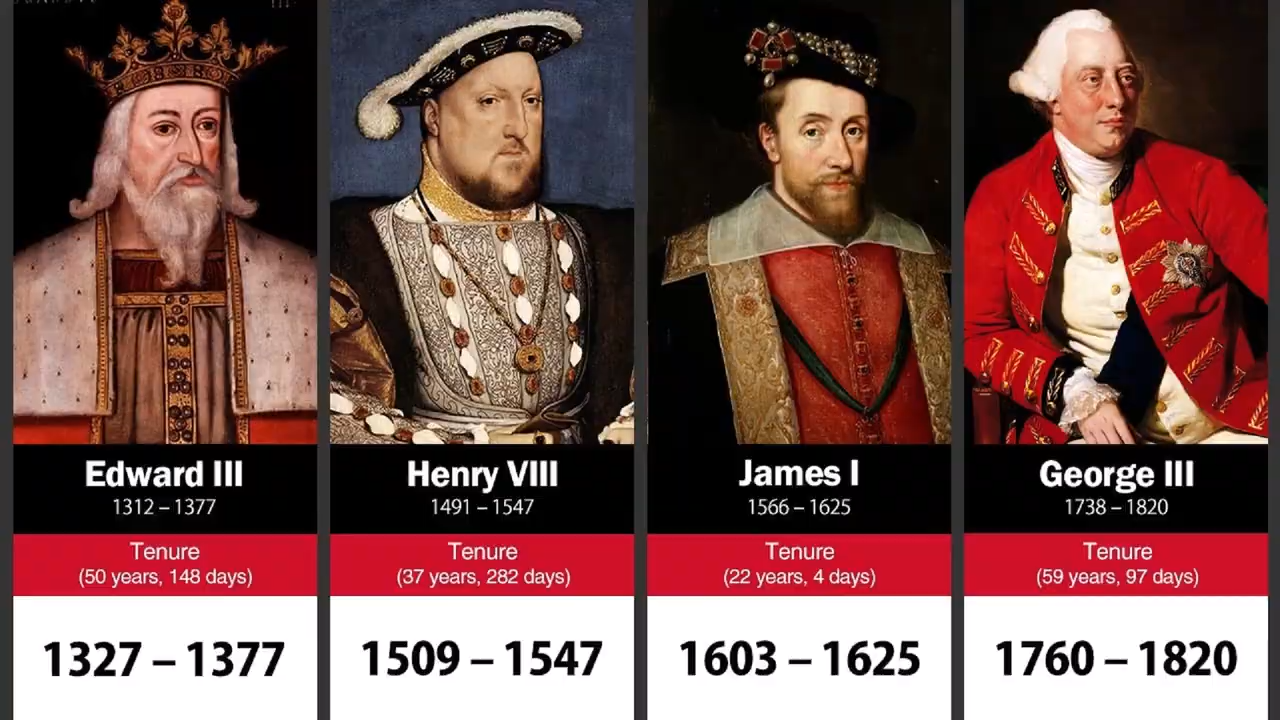 Edward III
1312 – 1377
Tenure
(50 years, 148 days)
1327 – 1377
Henry VIII
1491 – 1547
Tenure
(37 years, 282 days)
1509 – 1547
James I
1566 – 1625
Tenure
(22 years, 4 days)
1603 – 1625
George III
1738 – 1820
Tenure
(59 years, 97 days)
1760 – 1820